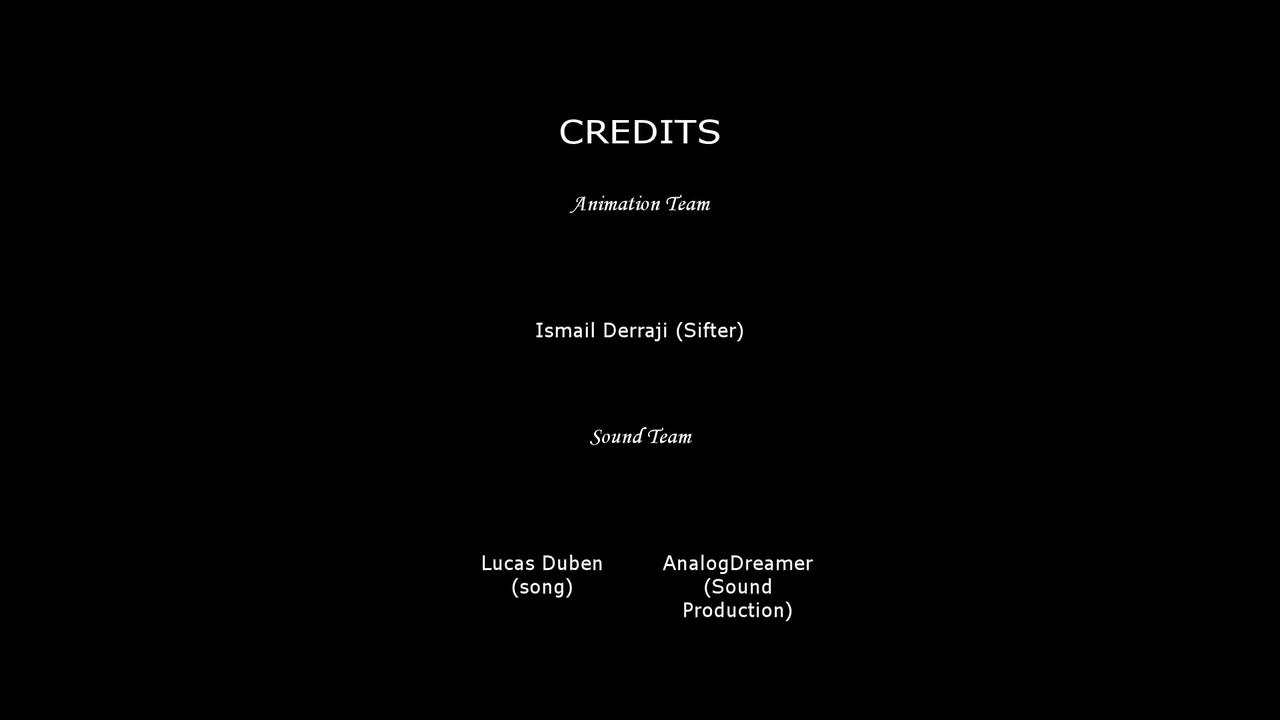 CREDITS
Animation Team
Ismail Derraji (Sifter)
Sound Team
Lucas Duben
(song)
AnalogDreamer
(Sound
Production)